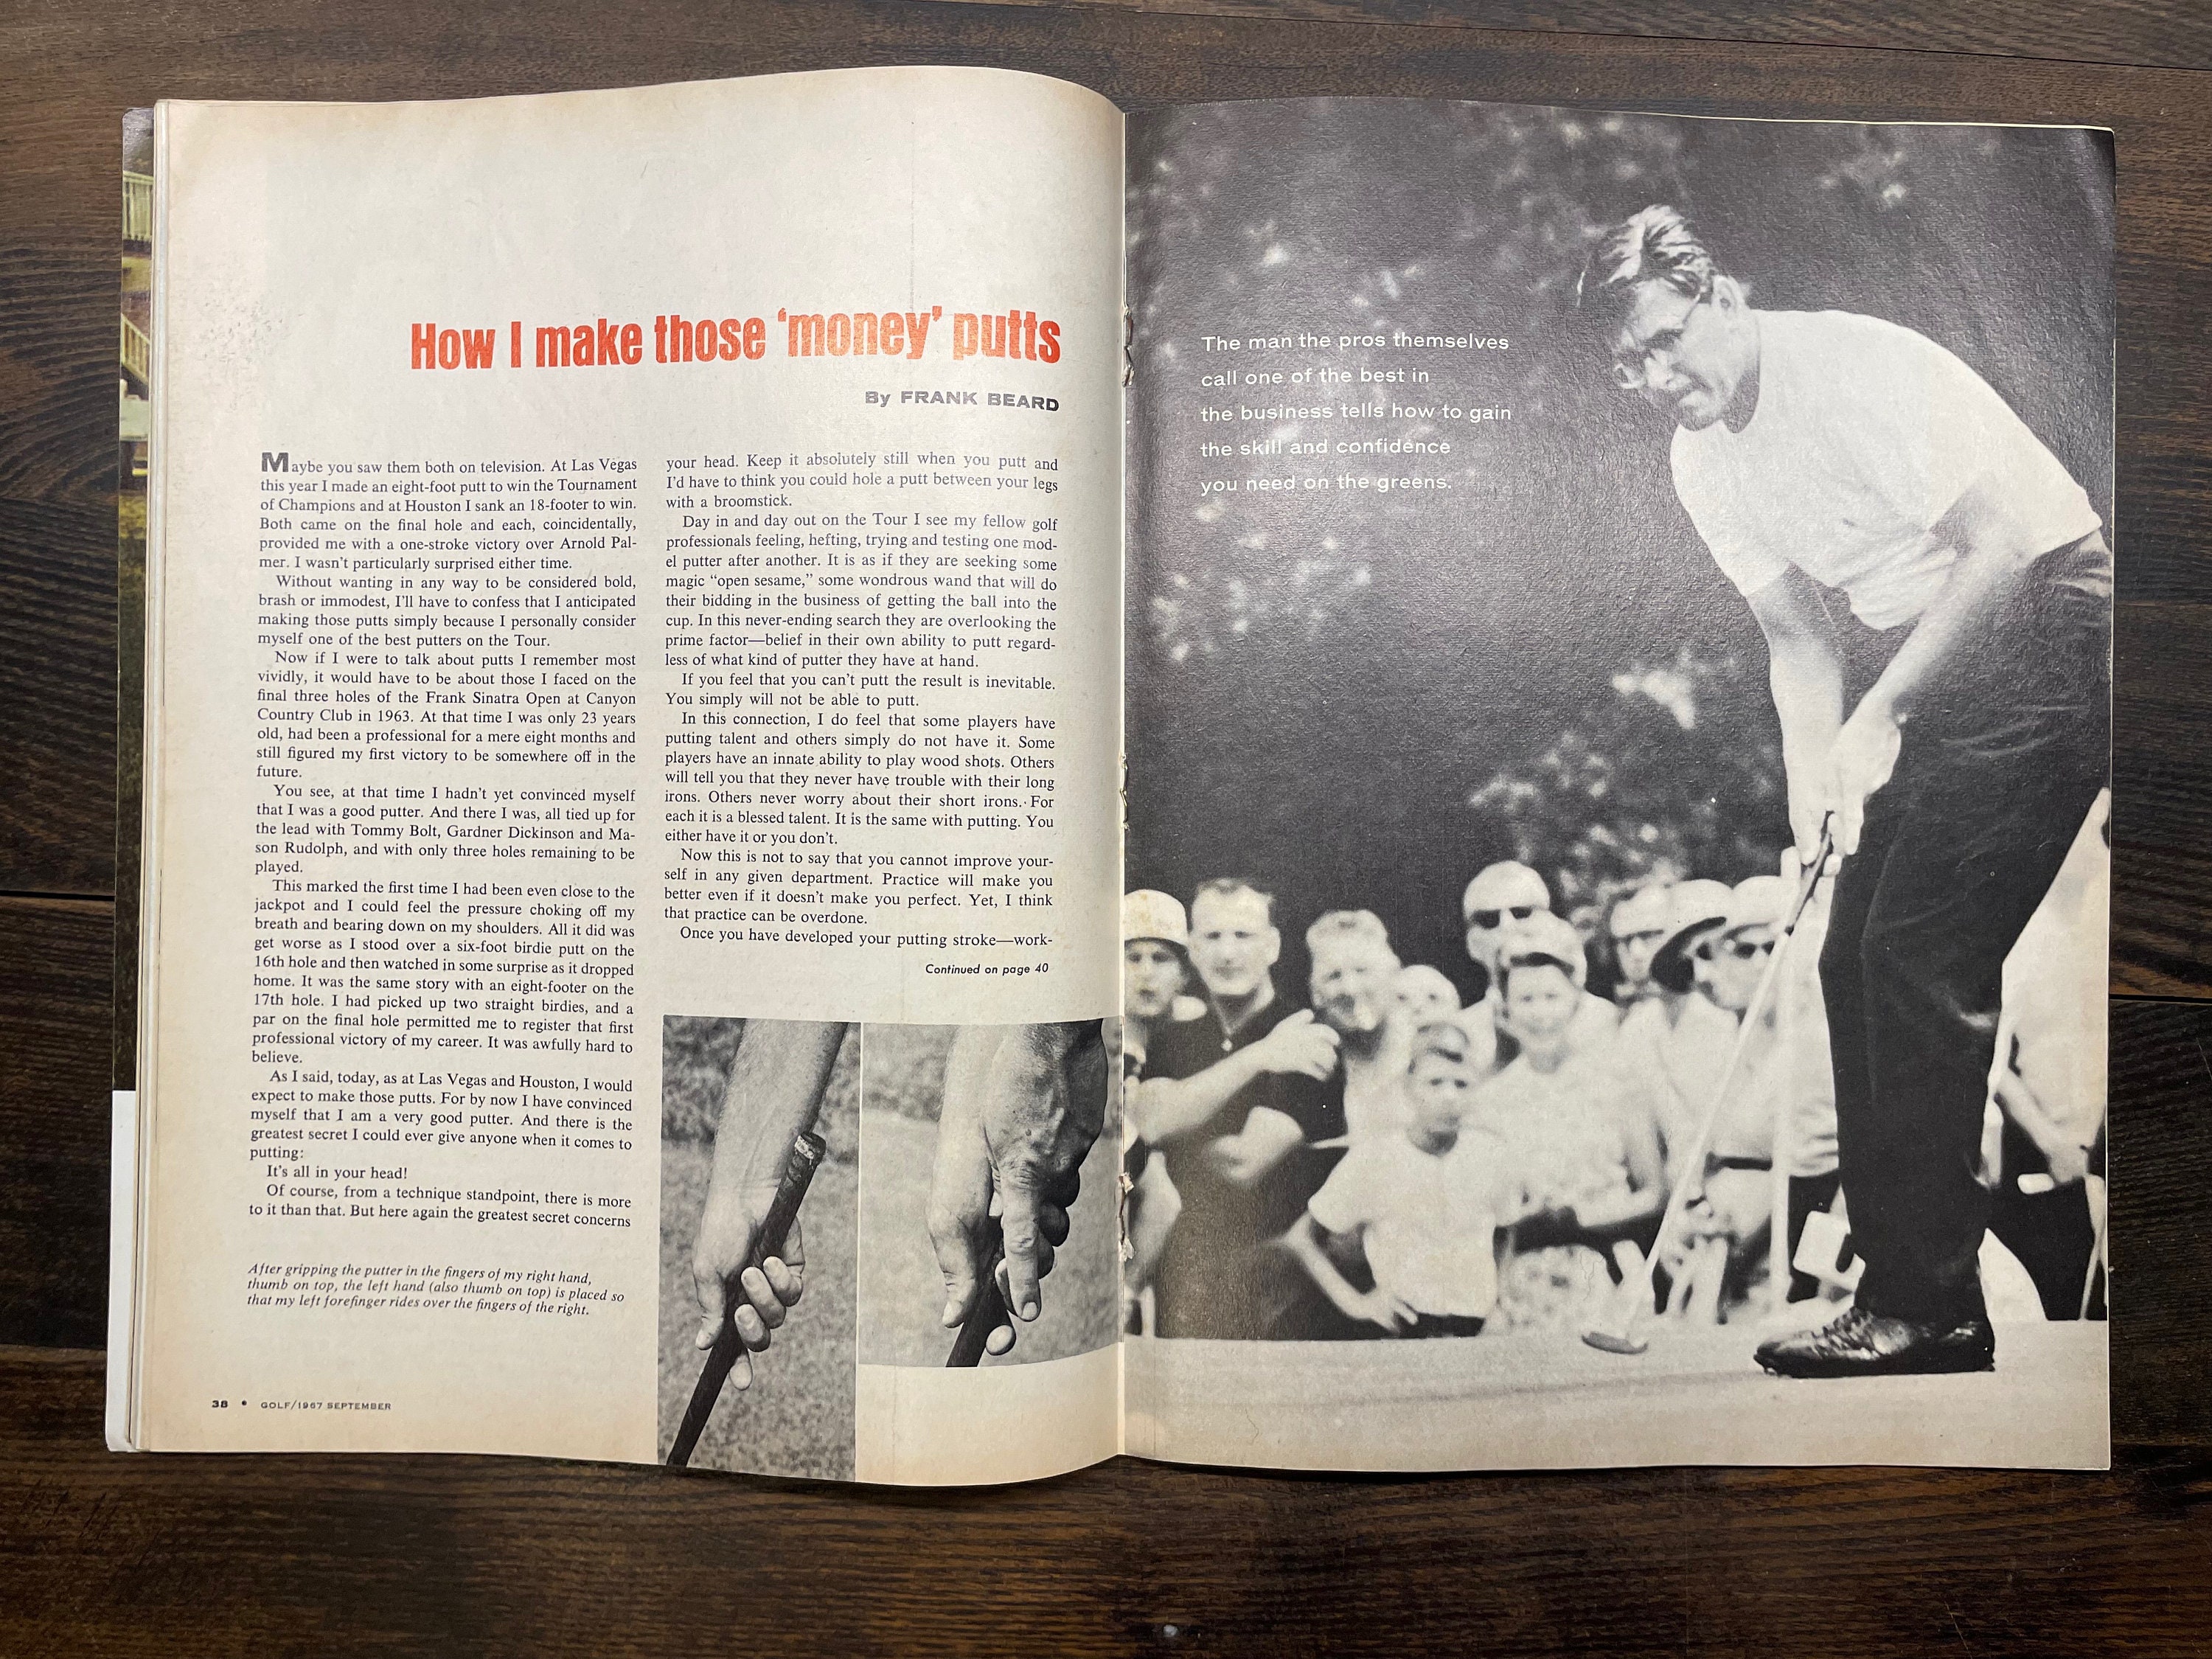 How I make those 'money' putts
By FRANK BEARD
Maybe you saw them both on television. At Las Vegas
this year I made an eight-foot putt to win the Tournament
of Champions and at Houston I sank an 18-footer to win.
Both came on the final hole and each, coincidentally,
provided me with a one-stroke victory over Arnold Pal-
mer. I wasn't particularly surprised either time.
Without wanting in any way to be considered bold,
brash or immodest, I'll have to confess that I anticipated
making those putts simply because I personally consider
myself one of the best putters on the Tour.
Now if I were to talk about putts I remember most
vividly, it would have to be about those I faced on the
final three holes of the Frank Sinatra Open at Canyon
Country Club in 1963. At that time I was only 23 years
old, had been a professional for a mere eight months and
still figured my first victory to be somewhere off in the
future.
You see, at that time I hadn't yet convinced myself
that I was a good putter. And there I was, all tied up for
the lead with Tommy Bolt, Gardner Dickinson and Ma-
son Rudolph, and with only three holes remaining to be
played.
This marked the first time I had been even close to the
jackpot and I could feel the pressure choking off my
breath and bearing down on my shoulders. All it did was
get worse as I stood over a six-foot birdie putt on the
16th hole and then watched in some surprise as it dropped
home. It was the same story with an eight-footer on the
17th hole. I had picked up two straight birdies, and a
par on the final hole permitted me to register that first
professional victory of my career. It was awfully hard to
believe.
As I said, today, as at Las Vegas and Houston, I would
expect to make those putts. For by now I have convinced
myself that I am a very good putter. And there is the
greatest secret I could ever give anyone when it comes to
putting:
It's all in your head!
Of course, from a technique standpoint, there is more
to it than that. But here again the greatest secret concerns
your head. Keep it absolutely still when you putt and
I'd have to think you could hole a putt between your legs
with a broomstick.
Day in and day out on the Tour I see my fellow golf
professionals feeling, hefting, trying and testing one mod-
el putter after another. It is as if they are seeking some
magic "open sesame," some wondrous wand that will do
their bidding in the business of getting the ball into the
cup. In this never-ending search they are overlooking the
prime factor—belief in their own ability to putt regard-
less of what kind of putter they have at hand.
If you feel that you can't putt the result is inevitable.
You simply will not be able to putt.
In this connection, I do feel that some players have
putting talent and others simply do not have it. Some
players have an innate ability to play wood shots. Others
will tell you that they never have trouble with their long
irons. Others never worry about their short irons. For
each it is a blessed talent. It is the same with putting. You
either have it or you don't.
Now this is not to say that you cannot improve your-
self in any given department. Practice will make you
better even if it doesn't make you perfect. Yet, I think
that practice can be overdone.
Once you have developed your putting stroke—work-
Continued on page 40
After gripping the putter in the fingers of my right hand,
thumb on top, the left hand (also thumb on top) is placed so
that my left forefinger rides over the fingers of the right.
38 • GOLF/1967 SEPTEMBER
The man the pros themselves
call one of the best in
the business tells how to gain
the skill and confidence
you need on the greens.